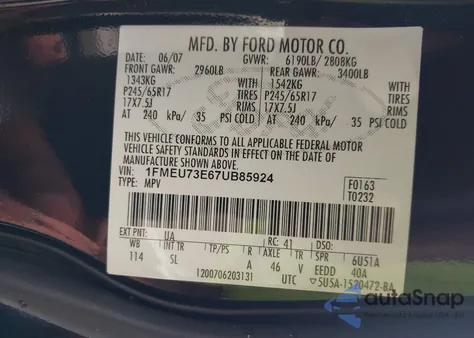 MFD. BY FORD MOTOR CO.
DATE: 06/07 GVWR: 6190LB/ 2808KG
FRONT GAWR: 2960LB REAR GAWR: 3400LB
1343KG 1542KG
P245/65R17 TIRES P245/65R17 TIRES
17X7.5J RIMS 17X7.5J RIMS
AT 240 kPa/ 35 PSI COLD AT 240 kPa/ 35 PSI COLD
THIS VEHICLE CONFORMS TO ALL APPLICABLE FEDERAL MOTOR
VEHICLE SAFETY STANDARDS IN EFFECT ON THE DATE OF
MANUFACTURE SHOWN ABOVE.
VIN: 1FMEU73E67UB85924
TYPE: MPV
F0163
T0232
EXT PNT: UA RC: 41 DSO:
WB INT TR TP/PS R AXLE TR SPR 6U51A
114 SL A 46 V EEDD 40A
1200706203131 UTC 5U5A-1520472-BA
autoSnap